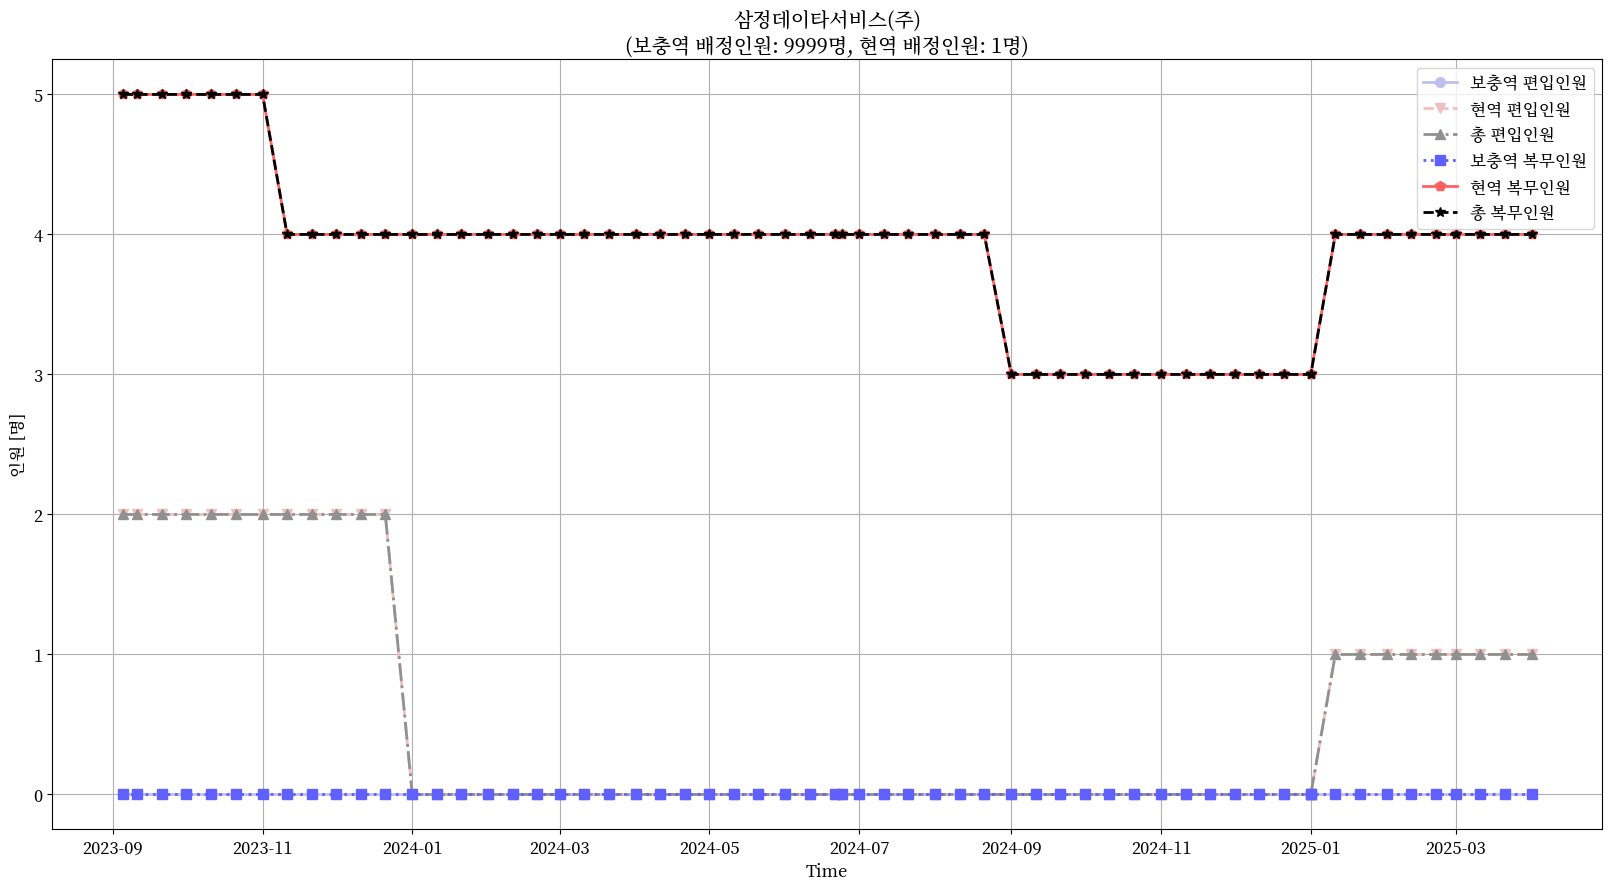 삼정데이타서비스(주)
(보충역 배정인원: 9999명, 현역 배정인원: 1명)
보충역 편입인원
현역 편입인원
총 편입인원
보충역 복무인원
현역 복무인원
총 복무인원
인원 [명]
5
4
3
2
1
0
2023-09
2023-11
2024-01
2024-03
2024-05
2024-07
2024-09
2024-11
2025-01
2025-03
Time